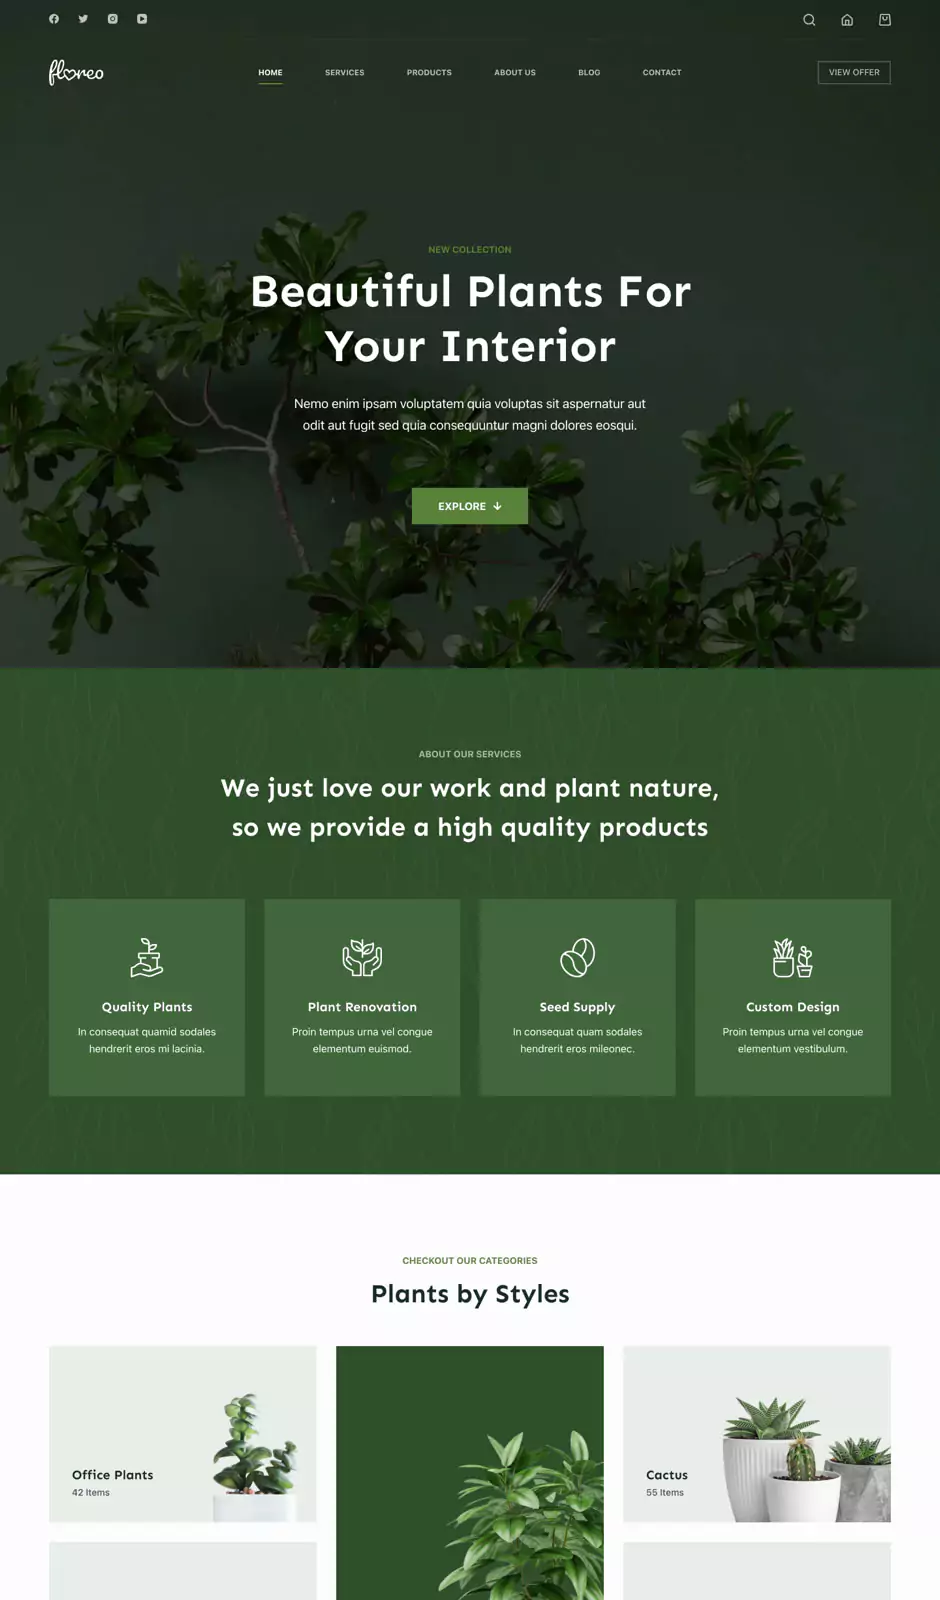 floreo
HOME
SERVICES
PRODUCTS
ABOUT US
BLOG
CONTACT
VIEW OFFER
NEW COLLECTION
Beautiful Plants For
Your Interior
Nemo enim ipsam voluptatem quia voluptas sit aspernatur aut
odit aut fugit sed quia consequuntur magni dolores eosqui.
EXPLORE ↓
ABOUT OUR SERVICES
We just love our work and plant nature,
so we provide a high quality products
Quality Plants
In consequat quamid sodales
hendrerit eros mi lacinia.
Plant Renovation
Proin tempus urna vel congue
elementum euismod.
Seed Supply
In consequat quam sodales
hendrerit eros mileonec.
Custom Design
Proin tempus urna vel congue
elementum vestibulum.
CHECKOUT OUR CATEGORIES
Plants by Styles
Office Plants
42 Items
Cactus
55 Items